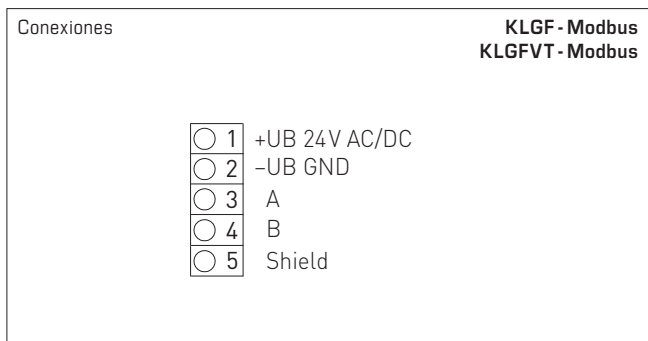 Conexiones
KLGF - Modbus
KLGFVT - Modbus
1 +UB 24V AC/DC
2 –UB GND
3 A
4 B
5 Shield